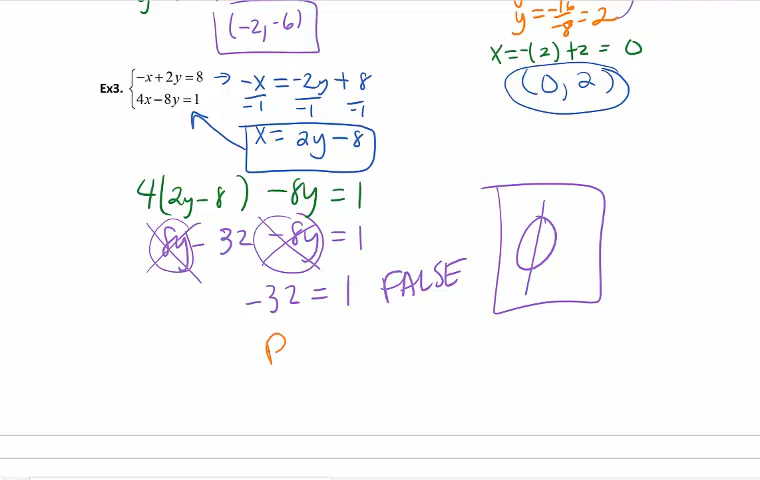 (-2, -6)
y = -16/-8 = 2
x = -(2) + 2 = 0
(0, 2)
Ex3. { -x + 2y = 8 → -x = -2y + 8
4x - 8y = 1 -1 -1 -1
x = 2y - 8
4(2y - 8) - 8y = 1
8y - 32 - 8y = 1
-32 = 1 FALSE
∅
P